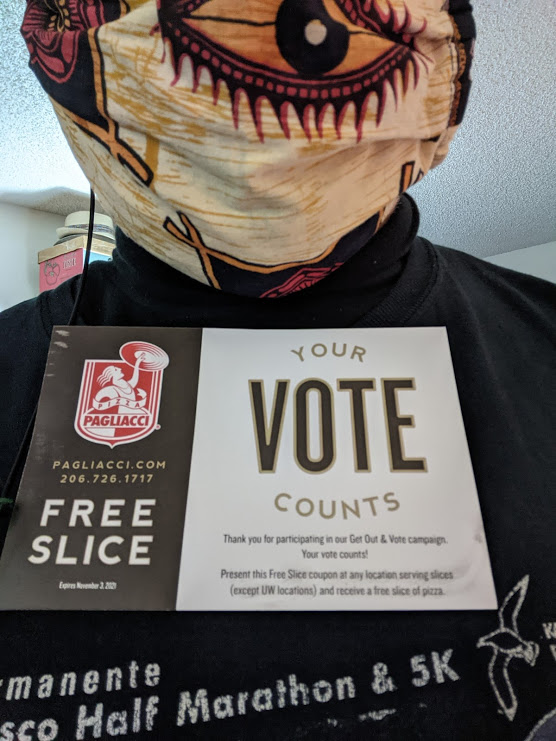 PIZZA
PAGLIACCI
PAGLIACCI.COM
206.726.1717
FREE
SLICE
Expires November 3, 2021
YOUR
VOTE
COUNTS
Thank you for participating in our Get Out & Vote campaign.
Your vote counts!
Present this Free Slice coupon at any location serving slices
(except UW locations) and receive a free slice of pizza.
rmanente
sco Half Marathon & 5K